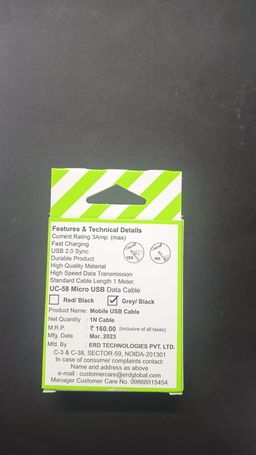 Features & Technical Details
Current Rating 3Amp. (max)
Fast Charging
USB 2.0 Sync.
Durable Product
High Quality Material
High Speed Data Transmission
Standard Cable Length 1 Meter.
YES
NO
UC-58 Micro USB Data Cable
Red/ Black
Grey/ Black
Product Name: Mobile USB Cable
Net Quantity : 1N Cable
M.R.P. : ₹ 160.00 (Inclusive of all taxes)
Mfg. Date : Mar. 2023
Mfd. By : ERD TECHNOLOGIES PVT. LTD.
C-3 & C-38, SECTOR-59, NOIDA-201301
In case of consumer complaints contact:
Name and address as above
e-mail : customercare@erdglobal.com
Manager Customer Care No. 09868015454